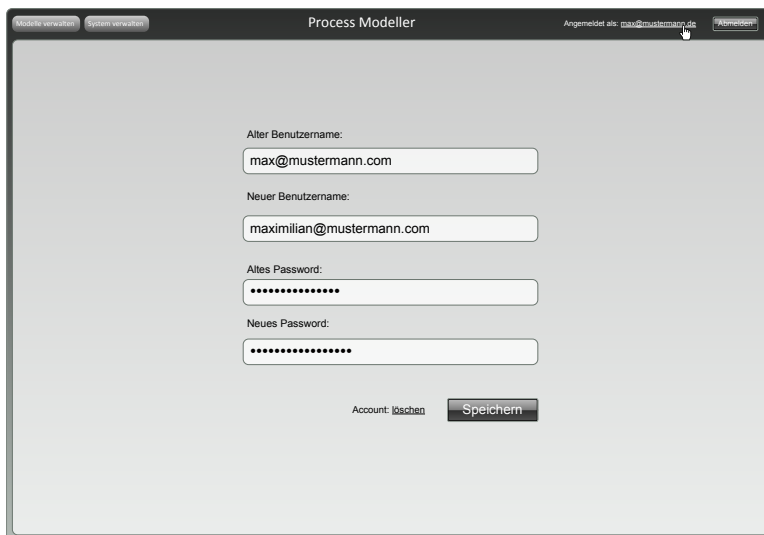 Modelle verwalten System verwalten Process Modeller Angemeldet als: max@mustermann.de Abmelden
Alter Benutzername:
max@mustermann.com
Neuer Benutzername:
maximilian@mustermann.com
Altes Password:
•••••••••••••••
Neues Password:
•••••••••••••••••
Account: löschen Speichern